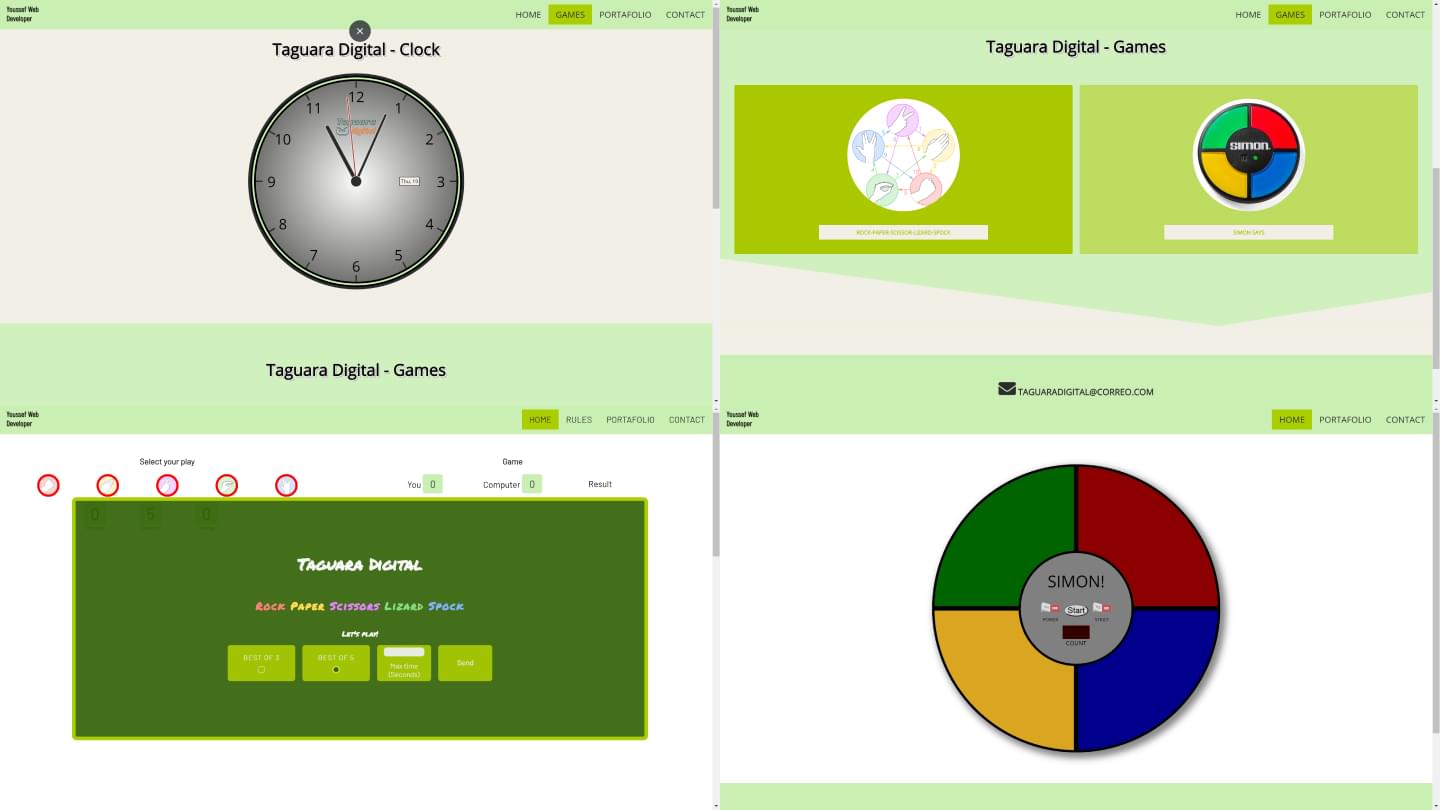 Youssef Web
Developer
HOME
GAMES
PORTAFOLIO
CONTACT
×
Taguara Digital - Clock
12
1
2
3
4
5
6
7
8
9
10
11
Taguara
digital
Taguara Digital - Games
Youssef Web
Developer
HOME
GAMES
PORTAFOLIO
CONTACT
Taguara Digital - Games
SIMON
ROCK-PAPER-SCISSOR-LIZARD-SPOCK
SIMON SAYS
TAGUARADIGITAL@CORREO.COM
Youssef Web
Developer
HOME
RULES
PORTAFOLIO
CONTACT
Select your play
Game
You 0
Computer 0
Result
0
5
0
Taguara Digital
Rock Paper Scissors Lizard Spock
Let's play!
BEST OF 3
BEST OF 5
Max time
(Seconds)
Send
Youssef Web
Developer
HOME
PORTAFOLIO
CONTACT
SIMON!
Start
POWER
STRICT
COUNT